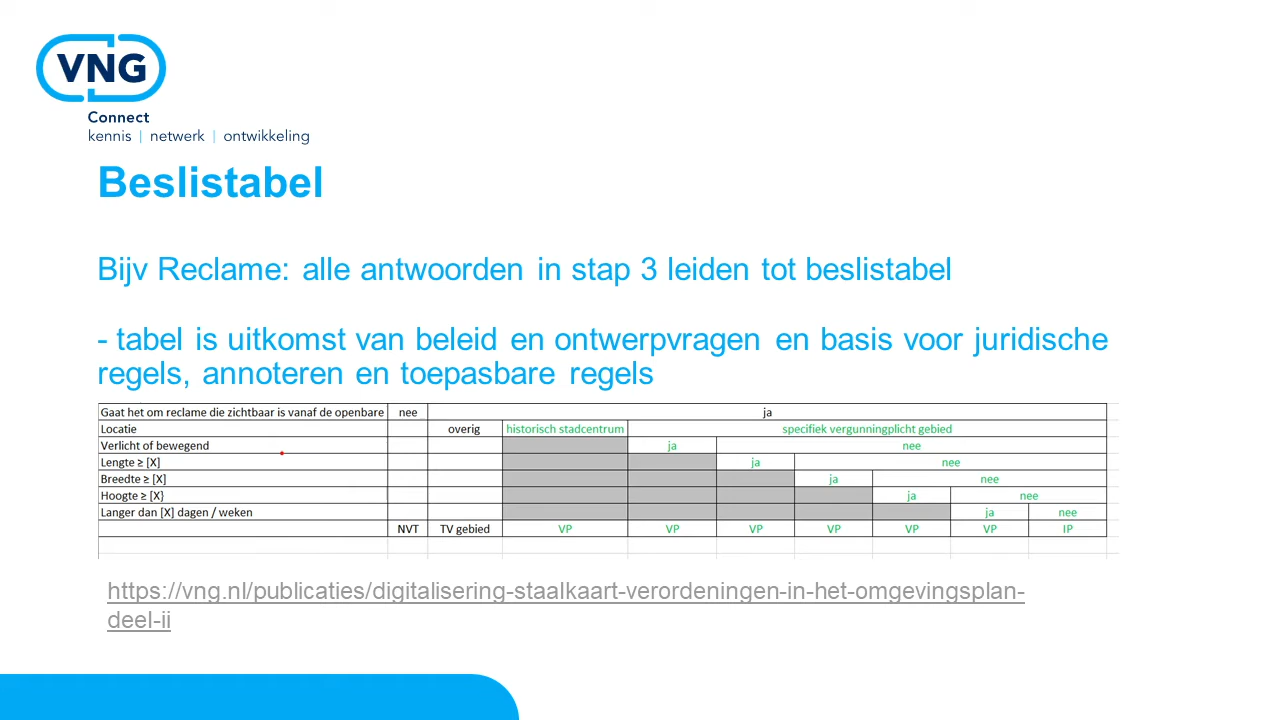 VNG
Connect
kennis | netwerk | ontwikkeling
Beslistabel
Bijv Reclame: alle antwoorden in stap 3 leiden tot beslistabel
- tabel is uitkomst van beleid en ontwerpvragen en basis voor juridische
regels, annoteren en toepasbare regels
Gaat het om reclame die zichtbaar is vanaf de openbare nee ja
Locatie overig historisch stadcentrum specifiek vergunningplicht gebied
Verlicht of bewegend ja nee
Lengte ≥ [X] ja nee
Breedte ≥ [X] ja nee
Hoogte ≥ [X} ja nee
Langer dan [X] dagen / weken ja nee
NVT TV gebied VP VP VP VP VP VP IP
https://vng.nl/publicaties/digitalisering-staalkaart-verordeningen-in-het-omgevingsplan-
deel-ii